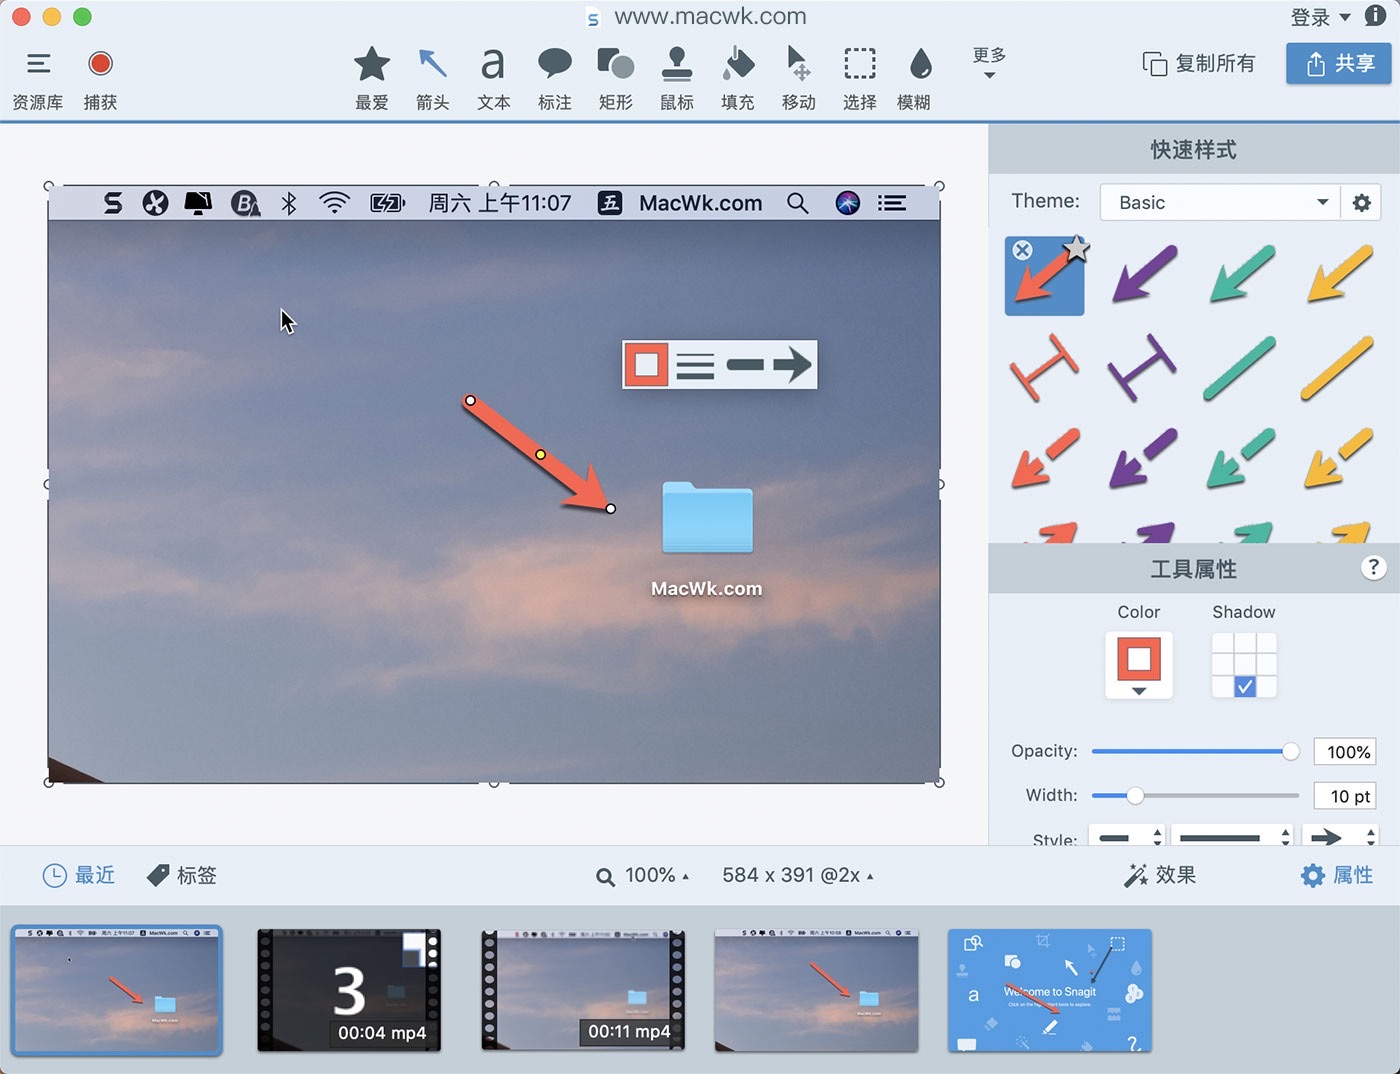 www.macwk.com
登录
资源库
捕获
最爱
箭头
a
文本
标注
矩形
鼠标
填充
移动
选择
模糊
更多
复制所有
共享
周六 上午11:07
五
MacWk.com
MacWk.com
快速样式
Theme:
Basic
工具属性
?
Color
Shadow
Opacity:
100%
Width:
10 pt
Style:
最近
标签
100%
584 x 391 @2x
效果
属性
3
00:04 mp4
00:11 mp4
Welcome to Snagit
a